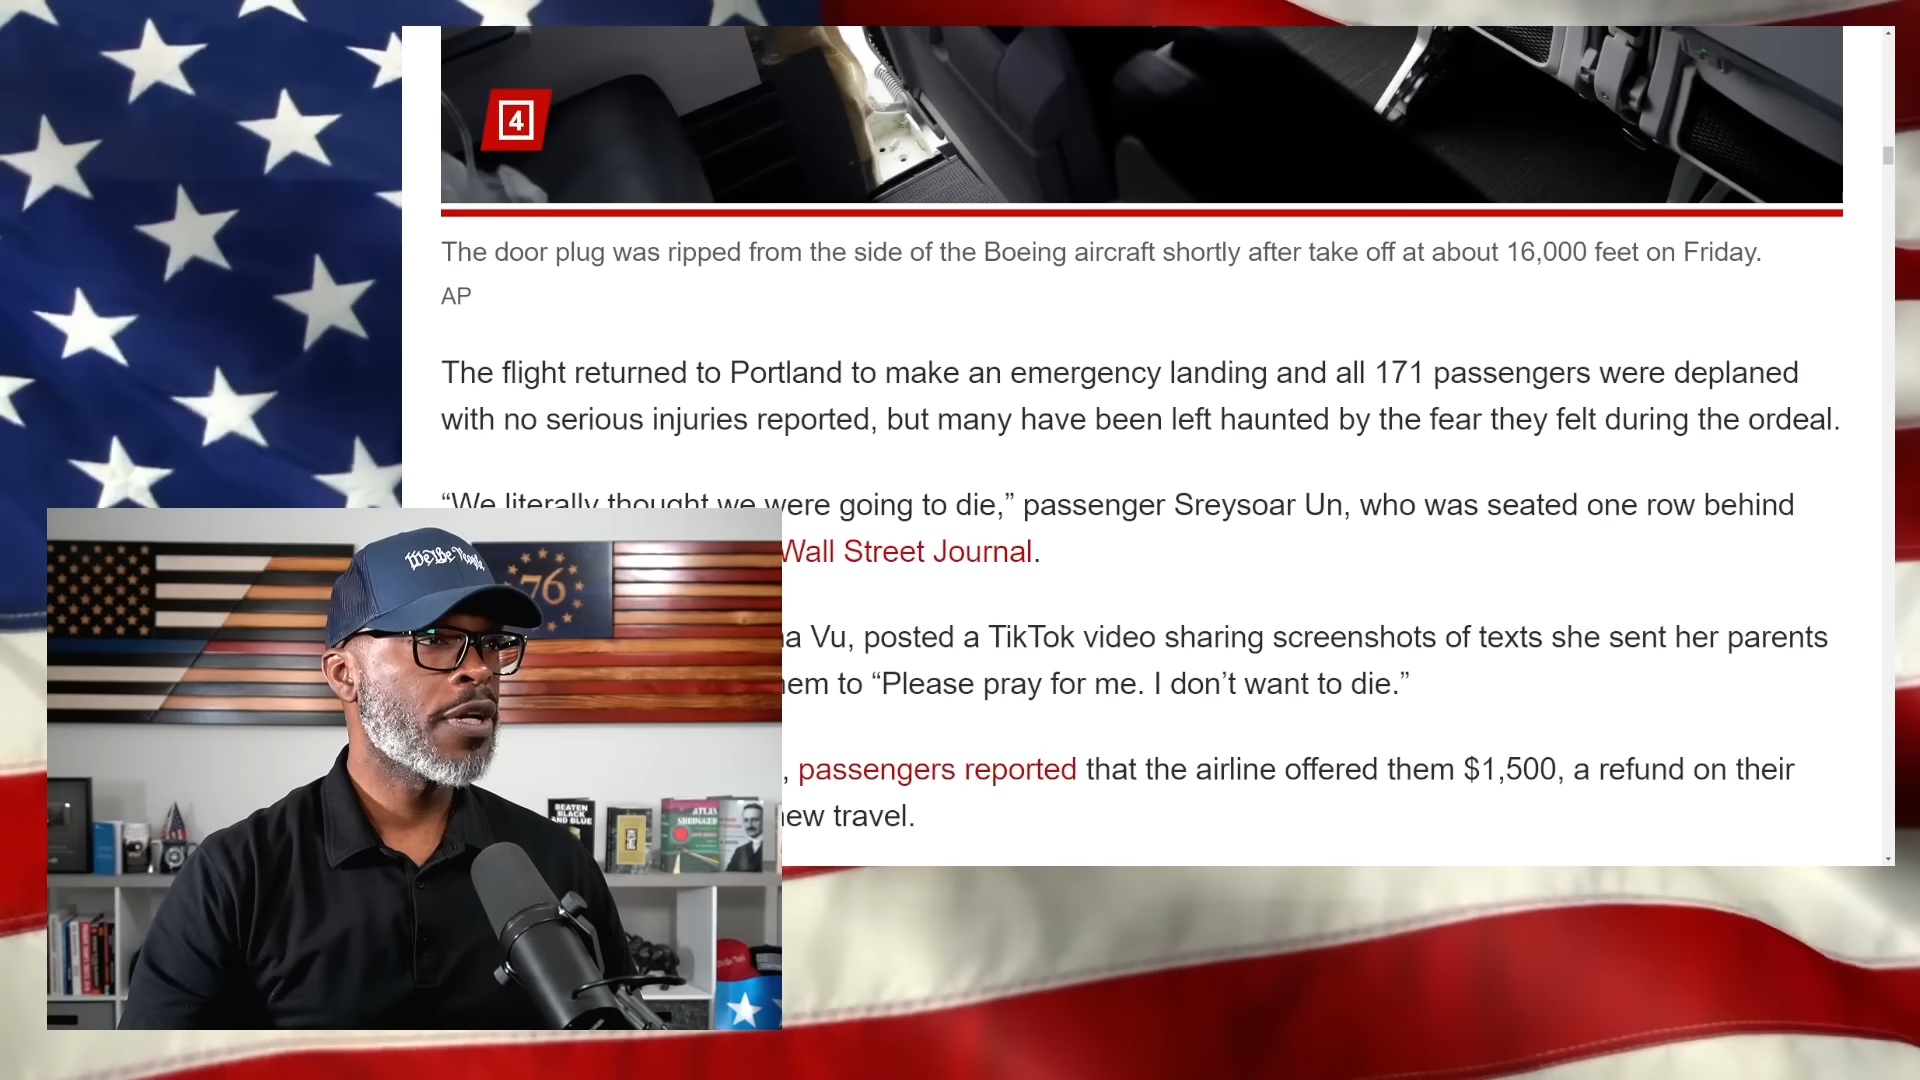 4
The door plug was ripped from the side of the Boeing aircraft shortly after take off at about 16,000 feet on Friday.
AP
The flight returned to Portland to make an emergency landing and all 171 passengers were deplaned
with no serious injuries reported, but many have been left haunted by the fear they felt during the ordeal.
“We literally thought we were going to die,” passenger Sreysoar Un, who was seated one row behind
Wall Street Journal.
a Vu, posted a TikTok video sharing screenshots of texts she sent her parents
em to “Please pray for me. I don’t want to die.”
, passengers reported that the airline offered them $1,500, a refund on their
ew travel.
We The People
76
BEATEN
BLACK
AND BLUE
ATLAS
SHRUGGED